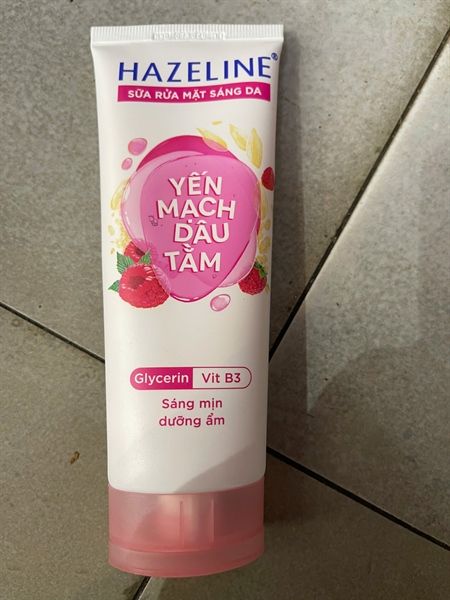 HAZELINE®
SỮA RỬA MẶT SÁNG DA
YẾN
MẠCH
DÂU
TẰM
Glycerin Vit B3
Sáng mịn
dưỡng ẩm